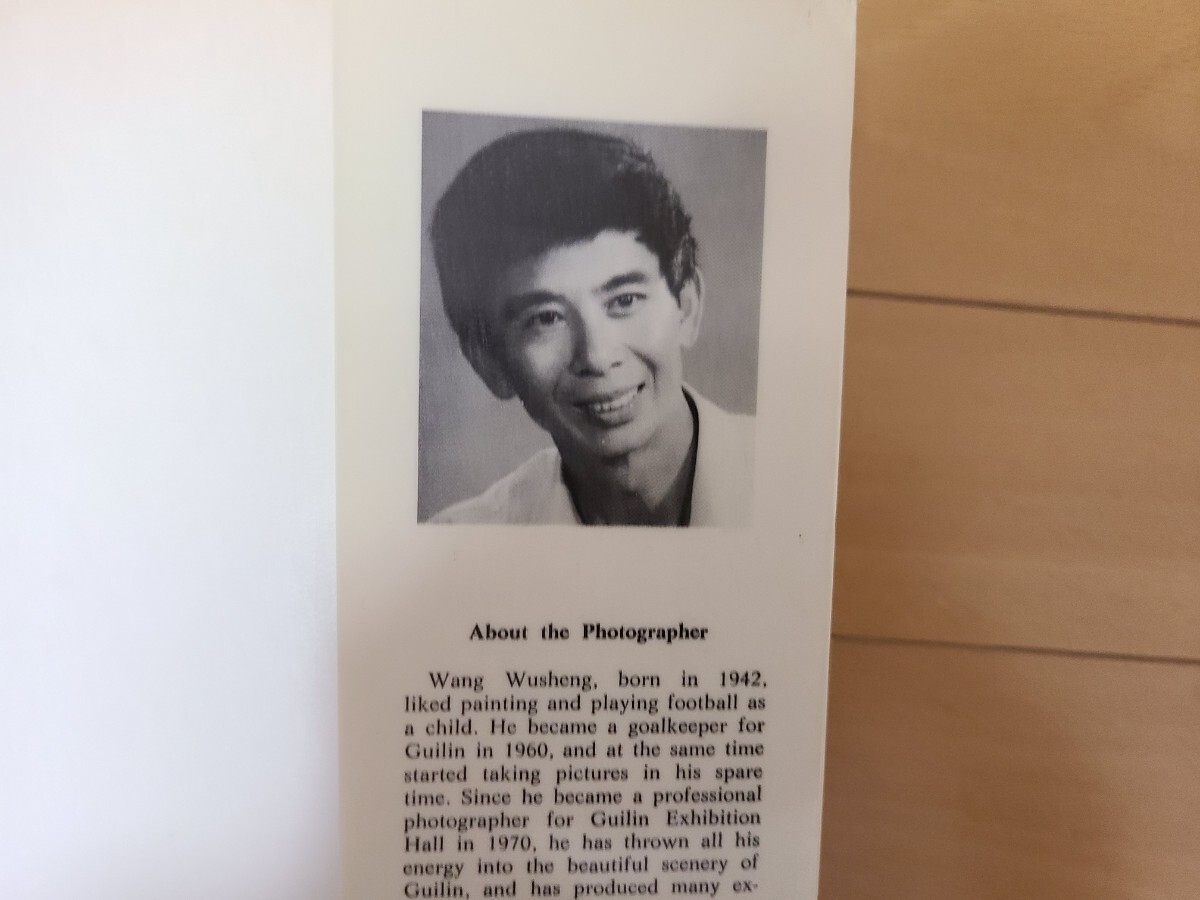 About the Photographer
Wang Wusheng, born in 1942,
liked painting and playing football as
a child. He became a goalkeeper for
Guilin in 1960, and at the same time
started taking pictures in his spare
time. Since he became a professional
photographer for Guilin Exhibition
Hall in 1970, he has thrown all his
energy into the beautiful scenery of
Guilin, and has produced many ex-